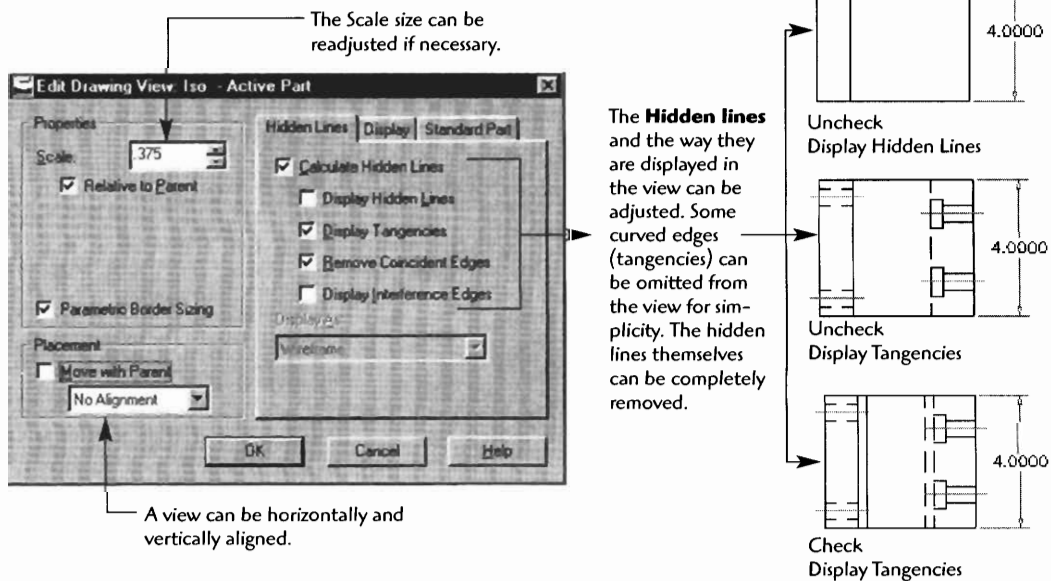 The Scale size can be
readjusted if necessary.
Edit Drawing View: Iso - Active Part
Properties
Scale:
.375
Relative to Parent
Parametric Border Sizing
Placement
Move with Parent
No Alignment
Hidden Lines
Display
Standard Part
Calculate Hidden Lines
Display Hidden Lines
Display Tangencies
Remove Coincident Edges
Display Interference Edges
Display As:
Wireframe
OK
Cancel
Help
A view can be horizontally and
vertically aligned.
The Hidden lines
and the way they
are displayed in
the view can be
adjusted. Some
curved edges
(tangencies) can
be omitted from
the view for sim-
plicity. The hidden
lines themselves
can be completely
removed.
4.0000
Uncheck
Display Hidden Lines
4.0000
Uncheck
Display Tangencies
4.0000
Check
Display Tangencies